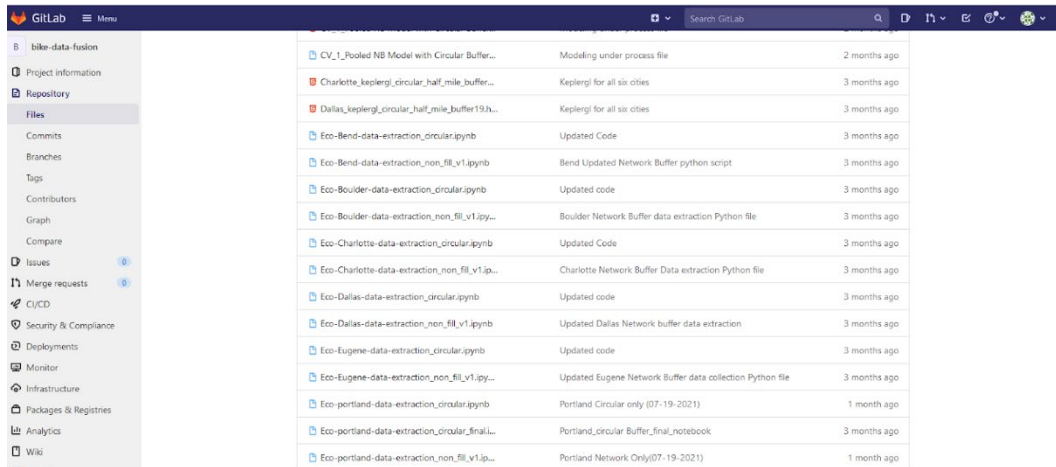 GitLab Menu Search GitLab
B bike-data-fusion
Project information
Repository
Files
Commits
Branches
Tags
Contributors
Graph
Compare
Issues 0
Merge requests 0
CI/CD
Security & Compliance
Deployments
Monitor
Infrastructure
Packages & Registries
Analytics
Wiki
CV_1_Pooled NB Model with Circular Buffer... Modeling under process file 2 months ago
Charlotte_keplergl_circular_half_mile_buffer... Keplergl for all six cities 3 months ago
Dallas_keplergl_circular_half_mile_buffer19.h... Keplergl for all six cities 3 months ago
Eco-Bend-data-extraction_circular.ipynb Updated Code 3 months ago
Eco-Bend-data-extraction_non_fill_v1.ipynb Bend Updated Network Buffer python script 3 months ago
Eco-Boulder-data-extraction_circular.ipynb Updated code 3 months ago
Eco-Boulder-data-extraction_non_fill_v1.ipy... Boulder Network Buffer data extraction Python file 3 months ago
Eco-Charlotte-data-extraction_circular.ipynb Updated Code 3 months ago
Eco-Charlotte-data-extraction_non_fill_v1.ip... Charlotte Network Buffer Data extraction Python file 3 months ago
Eco-Dallas-data-extraction_circular.ipynb Updated code 3 months ago
Eco-Dallas-data-extraction_non_fill_v1.ipynb Updated Dallas Network buffer data extraction 3 months ago
Eco-Eugene-data-extraction_circular.ipynb Updated code 3 months ago
Eco-Eugene-data-extraction_non_fill_v1.ipy... Updated Eugene Network Buffer data collection Python file 3 months ago
Eco-portland-data-extraction_circular.ipynb Portland Circular only (07-19-2021) 1 month ago
Eco-portland-data-extraction_circular_final.i... Portland_circular Buffer_final_notebook 3 months ago
Eco-portland-data-extraction_non_fill_v1.ip... Portland Network Only(07-19-2021) 1 month ago